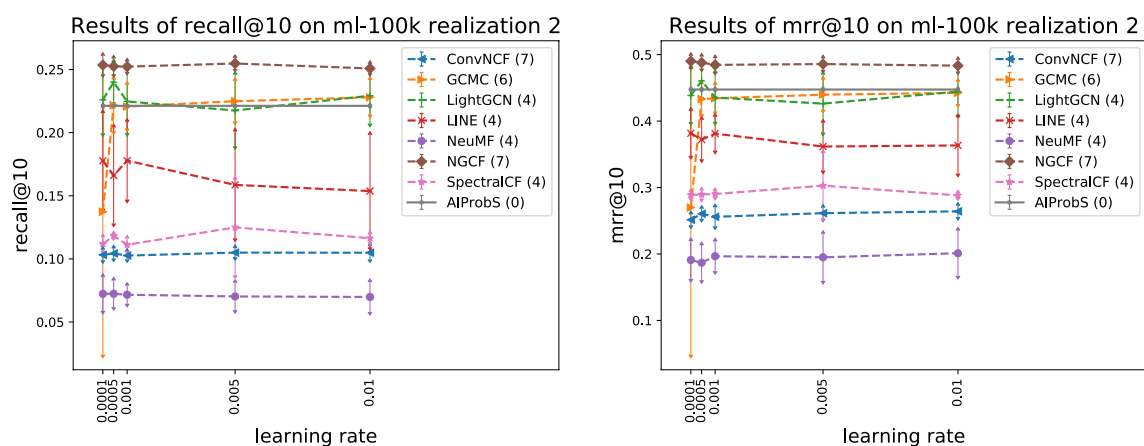 Results of recall@10 on ml-100k realization 2
recall@10
0.25
0.20
0.15
0.10
0.05
0.0001
0.0005
0.001
0.005
0.01
learning rate
ConvNCF (7)
GCMC (6)
LightGCN (4)
LINE (4)
NeuMF (4)
NGCF (7)
SpectralCF (4)
AIProbS (0)
Results of mrr@10 on ml-100k realization 2
mrr@10
0.5
0.4
0.3
0.2
0.1
0.0001
0.0005
0.001
0.005
0.01
learning rate
ConvNCF (7)
GCMC (6)
LightGCN (4)
LINE (4)
NeuMF (4)
NGCF (7)
SpectralCF (4)
AIProbS (0)